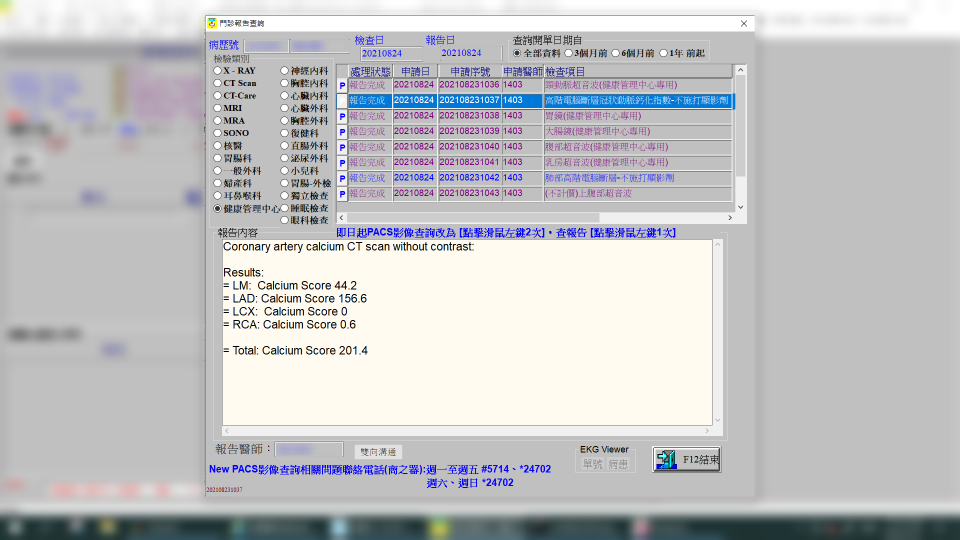 門診報告查詢
病歷號
檢查日
報告日
查詢開單日期自
20210824
20210824
全部資料 3個月前 6個月前 1年 前起
檢驗類別
X - RAY 神經內科
CT Scan 胸腔內科
CT-Care 心臟內科
MRI 心臟外科
MRA 胸腔外科
SONO 復健科
核醫 直腸外科
胃腸科 泌尿外科
一般外科 小兒科
婦產科 胃腸-外檢
耳鼻喉科 獨立檢查
健康管理中心 睡眠檢查
眼科檢查
處理狀態 申請日 申請序號 申請醫師 檢查項目
P 報告完成 20210824 202108231036 1403 頸動脈超音波(健康管理中心專用)
報告完成 20210824 202108231037 1403 高階電腦斷層冠狀動脈鈣化指數-不施打顯影劑
P 報告完成 20210824 202108231038 1403 胃鏡(健康管理中心專用)
P 報告完成 20210824 202108231039 1403 大腸鏡(健康管理中心專用)
P 報告完成 20210824 202108231040 1403 腹部超音波(健康管理中心專用)
P 報告完成 20210824 202108231041 1403 乳房超音波(健康管理中心專用)
P 報告完成 20210824 202108231042 1403 肺部高階電腦斷層-不施打顯影劑
P 報告完成 20210824 202108231043 1403 (不計價)上腹部超音波
報告內容
即日起PACS影像查詢改為 [點擊滑鼠左鍵2次]。查報告 [點擊滑鼠左鍵1次]
Coronary artery calcium CT scan without contrast:
Results:
= LM: Calcium Score 44.2
= LAD: Calcium Score 156.6
= LCX: Calcium Score 0
= RCA: Calcium Score 0.6
= Total: Calcium Score 201.4
報告醫師：
雙向溝通
EKG Viewer
單號 病患
F12結束
New PACS影像查詢相關問題聯絡電話(商之器):週一至週五 #5714、*24702
週六、週日 *24702
202108231037